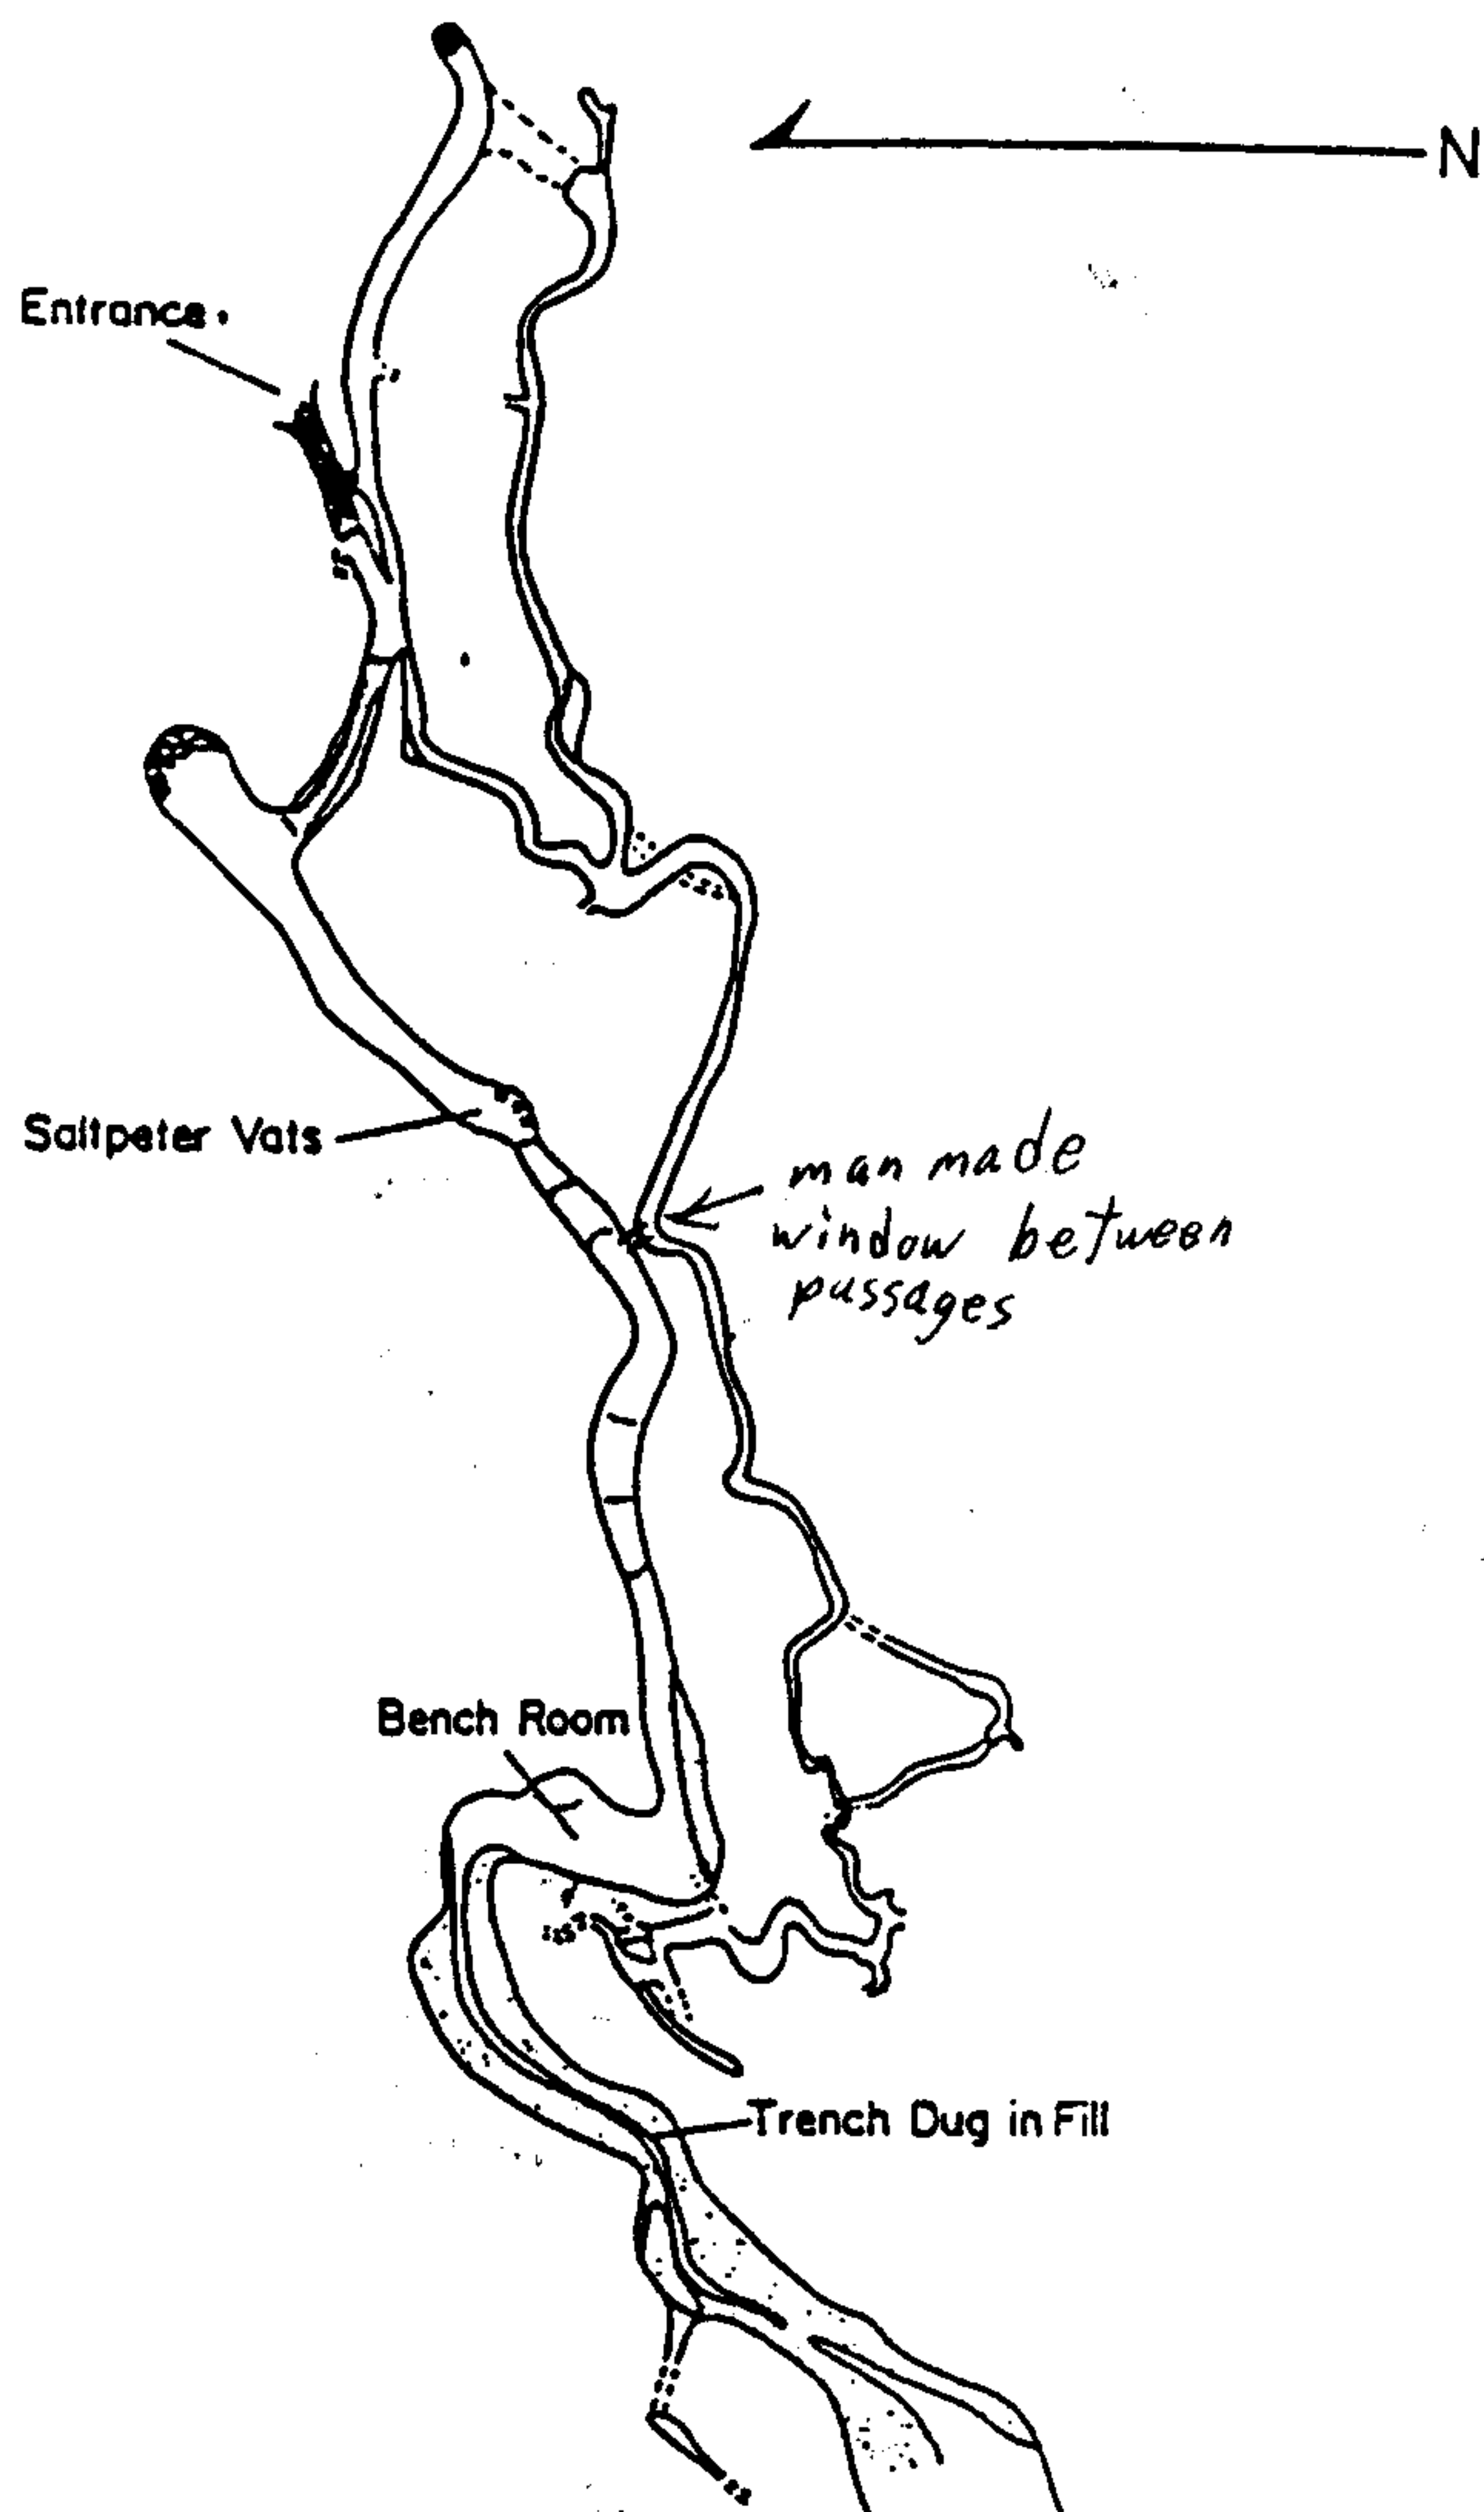 N
Entrance.
Saltpeter Vats
man made
window between
passages
Bench Room
Trench Dug in Fill